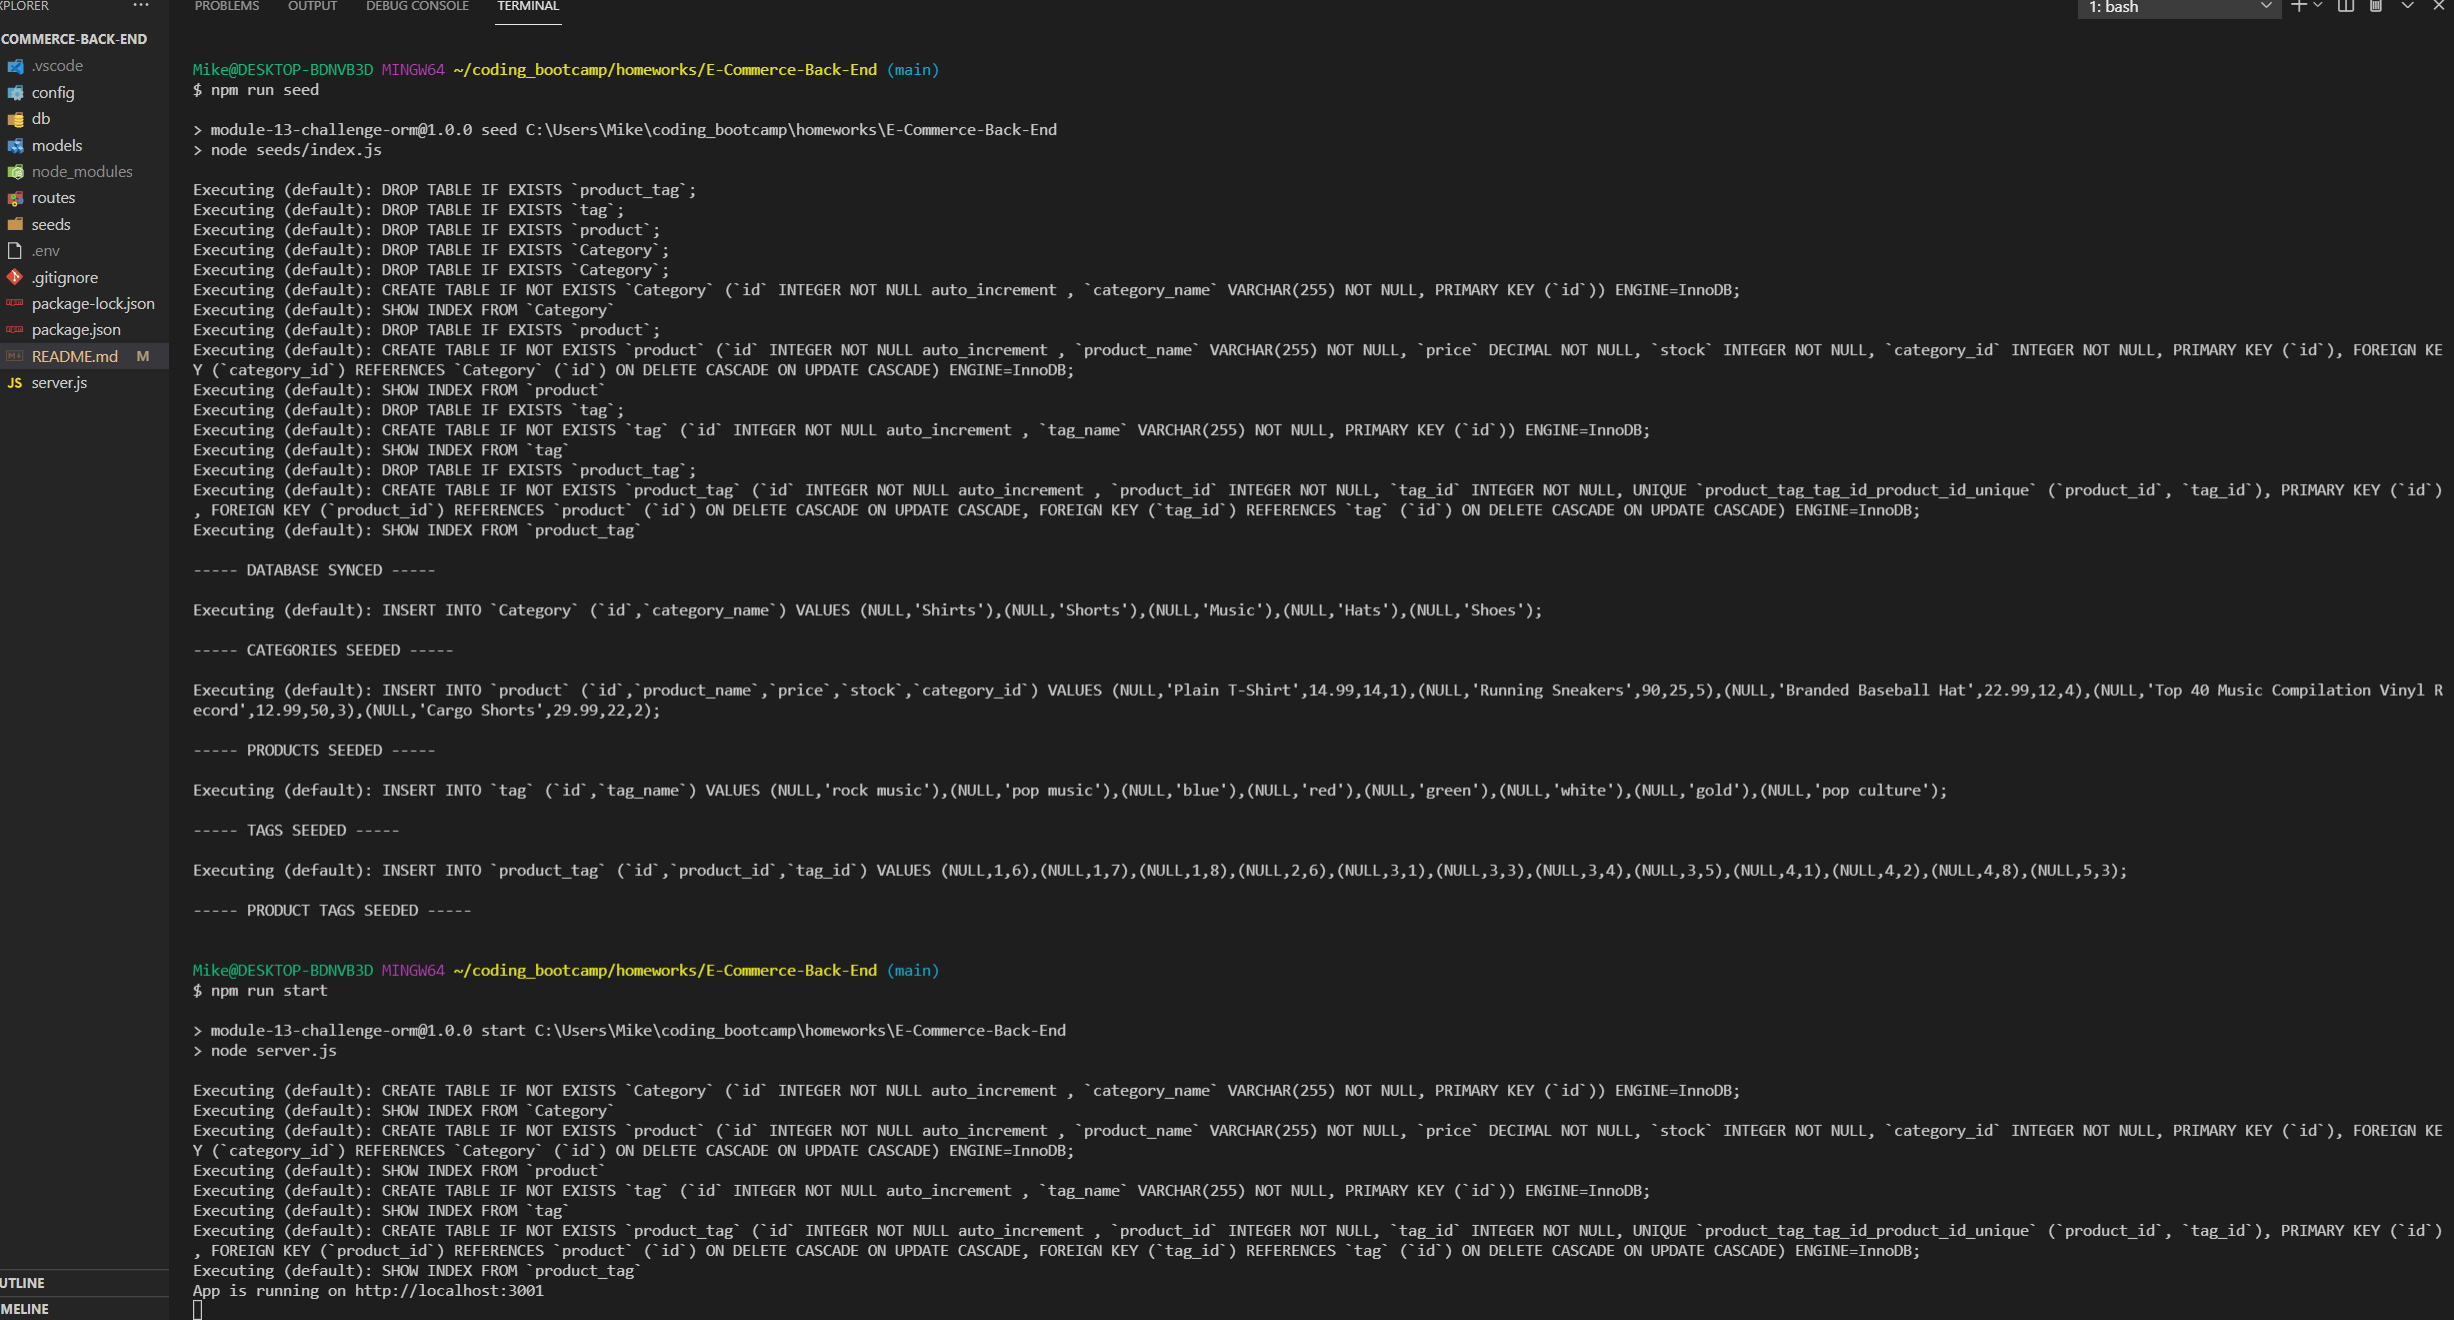 XPLORER ···
COMMERCE-BACK-END
.vscode
config
db
models
node_modules
routes
seeds
.env
.gitignore
package-lock.json
package.json
README.md M
JS server.js
UTLINE
MELINE
PROBLEMS OUTPUT DEBUG CONSOLE TERMINAL
1: bash
Mike@DESKTOP-BDNVB3D MINGW64 ~/coding_bootcamp/homeworks/E-Commerce-Back-End (main)
$ npm run seed
> module-13-challenge-orm@1.0.0 seed C:\Users\Mike\coding_bootcamp\homeworks\E-Commerce-Back-End
> node seeds/index.js
Executing (default): DROP TABLE IF EXISTS `product_tag`;
Executing (default): DROP TABLE IF EXISTS `tag`;
Executing (default): DROP TABLE IF EXISTS `product`;
Executing (default): DROP TABLE IF EXISTS `Category`;
Executing (default): DROP TABLE IF EXISTS `Category`;
Executing (default): CREATE TABLE IF NOT EXISTS `Category` (`id` INTEGER NOT NULL auto_increment , `category_name` VARCHAR(255) NOT NULL, PRIMARY KEY (`id`)) ENGINE=InnoDB;
Executing (default): SHOW INDEX FROM `Category`
Executing (default): DROP TABLE IF EXISTS `product`;
Executing (default): CREATE TABLE IF NOT EXISTS `product` (`id` INTEGER NOT NULL auto_increment , `product_name` VARCHAR(255) NOT NULL, `price` DECIMAL NOT NULL, `stock` INTEGER NOT NULL, `category_id` INTEGER NOT NULL, PRIMARY KEY (`id`), FOREIGN KE
Y (`category_id`) REFERENCES `Category` (`id`) ON DELETE CASCADE ON UPDATE CASCADE) ENGINE=InnoDB;
Executing (default): SHOW INDEX FROM `product`
Executing (default): DROP TABLE IF EXISTS `tag`;
Executing (default): CREATE TABLE IF NOT EXISTS `tag` (`id` INTEGER NOT NULL auto_increment , `tag_name` VARCHAR(255) NOT NULL, PRIMARY KEY (`id`)) ENGINE=InnoDB;
Executing (default): SHOW INDEX FROM `tag`
Executing (default): DROP TABLE IF EXISTS `product_tag`;
Executing (default): CREATE TABLE IF NOT EXISTS `product_tag` (`id` INTEGER NOT NULL auto_increment , `product_id` INTEGER NOT NULL, `tag_id` INTEGER NOT NULL, UNIQUE `product_tag_tag_id_product_id_unique` (`product_id`, `tag_id`), PRIMARY KEY (`id`)
, FOREIGN KEY (`product_id`) REFERENCES `product` (`id`) ON DELETE CASCADE ON UPDATE CASCADE, FOREIGN KEY (`tag_id`) REFERENCES `tag` (`id`) ON DELETE CASCADE ON UPDATE CASCADE) ENGINE=InnoDB;
Executing (default): SHOW INDEX FROM `product_tag`
----- DATABASE SYNCED -----
Executing (default): INSERT INTO `Category` (`id`,`category_name`) VALUES (NULL,'Shirts'),(NULL,'Shorts'),(NULL,'Music'),(NULL,'Hats'),(NULL,'Shoes');
----- CATEGORIES SEEDED -----
Executing (default): INSERT INTO `product` (`id`,`product_name`,`price`,`stock`,`category_id`) VALUES (NULL,'Plain T-Shirt',14.99,14,1),(NULL,'Running Sneakers',90,25,5),(NULL,'Branded Baseball Hat',22.99,12,4),(NULL,'Top 40 Music Compilation Vinyl R
ecord',12.99,50,3),(NULL,'Cargo Shorts',29.99,22,2);
----- PRODUCTS SEEDED -----
Executing (default): INSERT INTO `tag` (`id`,`tag_name`) VALUES (NULL,'rock music'),(NULL,'pop music'),(NULL,'blue'),(NULL,'red'),(NULL,'green'),(NULL,'white'),(NULL,'gold'),(NULL,'pop culture');
----- TAGS SEEDED -----
Executing (default): INSERT INTO `product_tag` (`id`,`product_id`,`tag_id`) VALUES (NULL,1,6),(NULL,1,7),(NULL,1,8),(NULL,2,6),(NULL,3,1),(NULL,3,3),(NULL,3,4),(NULL,3,5),(NULL,4,1),(NULL,4,2),(NULL,4,8),(NULL,5,3);
----- PRODUCT TAGS SEEDED -----
Mike@DESKTOP-BDNVB3D MINGW64 ~/coding_bootcamp/homeworks/E-Commerce-Back-End (main)
$ npm run start
> module-13-challenge-orm@1.0.0 start C:\Users\Mike\coding_bootcamp\homeworks\E-Commerce-Back-End
> node server.js
Executing (default): CREATE TABLE IF NOT EXISTS `Category` (`id` INTEGER NOT NULL auto_increment , `category_name` VARCHAR(255) NOT NULL, PRIMARY KEY (`id`)) ENGINE=InnoDB;
Executing (default): SHOW INDEX FROM `Category`
Executing (default): CREATE TABLE IF NOT EXISTS `product` (`id` INTEGER NOT NULL auto_increment , `product_name` VARCHAR(255) NOT NULL, `price` DECIMAL NOT NULL, `stock` INTEGER NOT NULL, `category_id` INTEGER NOT NULL, PRIMARY KEY (`id`), FOREIGN KE
Y (`category_id`) REFERENCES `Category` (`id`) ON DELETE CASCADE ON UPDATE CASCADE) ENGINE=InnoDB;
Executing (default): SHOW INDEX FROM `product`
Executing (default): CREATE TABLE IF NOT EXISTS `tag` (`id` INTEGER NOT NULL auto_increment , `tag_name` VARCHAR(255) NOT NULL, PRIMARY KEY (`id`)) ENGINE=InnoDB;
Executing (default): SHOW INDEX FROM `tag`
Executing (default): CREATE TABLE IF NOT EXISTS `product_tag` (`id` INTEGER NOT NULL auto_increment , `product_id` INTEGER NOT NULL, `tag_id` INTEGER NOT NULL, UNIQUE `product_tag_tag_id_product_id_unique` (`product_id`, `tag_id`), PRIMARY KEY (`id`)
, FOREIGN KEY (`product_id`) REFERENCES `product` (`id`) ON DELETE CASCADE ON UPDATE CASCADE, FOREIGN KEY (`tag_id`) REFERENCES `tag` (`id`) ON DELETE CASCADE ON UPDATE CASCADE) ENGINE=InnoDB;
Executing (default): SHOW INDEX FROM `product_tag`
App is running on http://localhost:3001